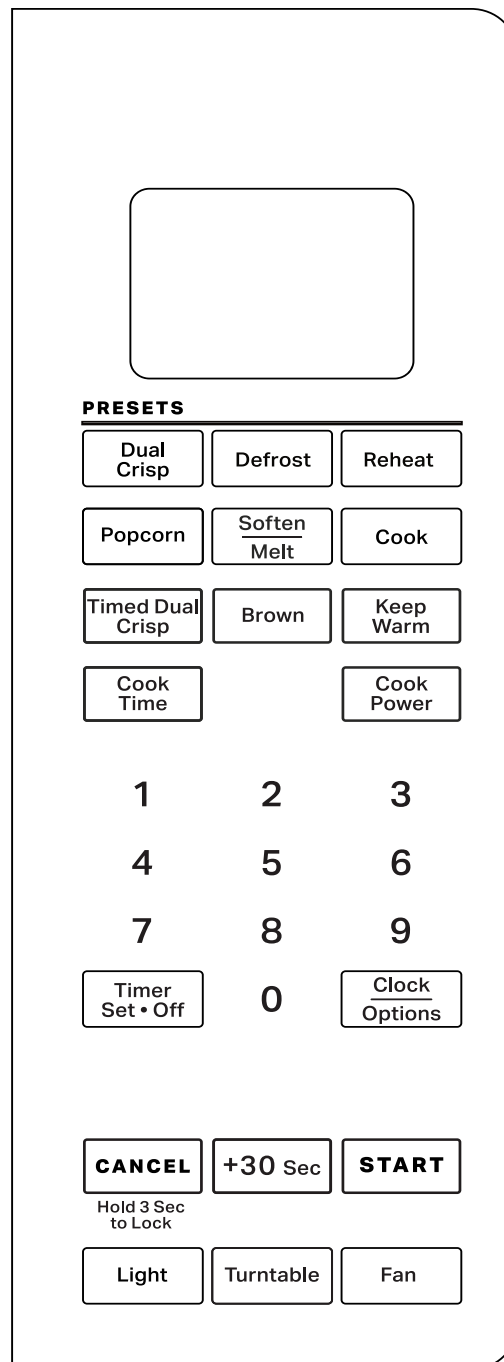 PRESETS
Dual
Crisp
Defrost
Reheat
Popcorn
Soften
Melt
Cook
Timed Dual
Crisp
Brown
Keep
Warm
Cook
Time
Cook
Power
1 2 3
4 5 6
7 8 9
Timer
Set • Off
0
Clock
Options
CANCEL
+30 Sec
START
Hold 3 Sec
to Lock
Light
Turntable
Fan